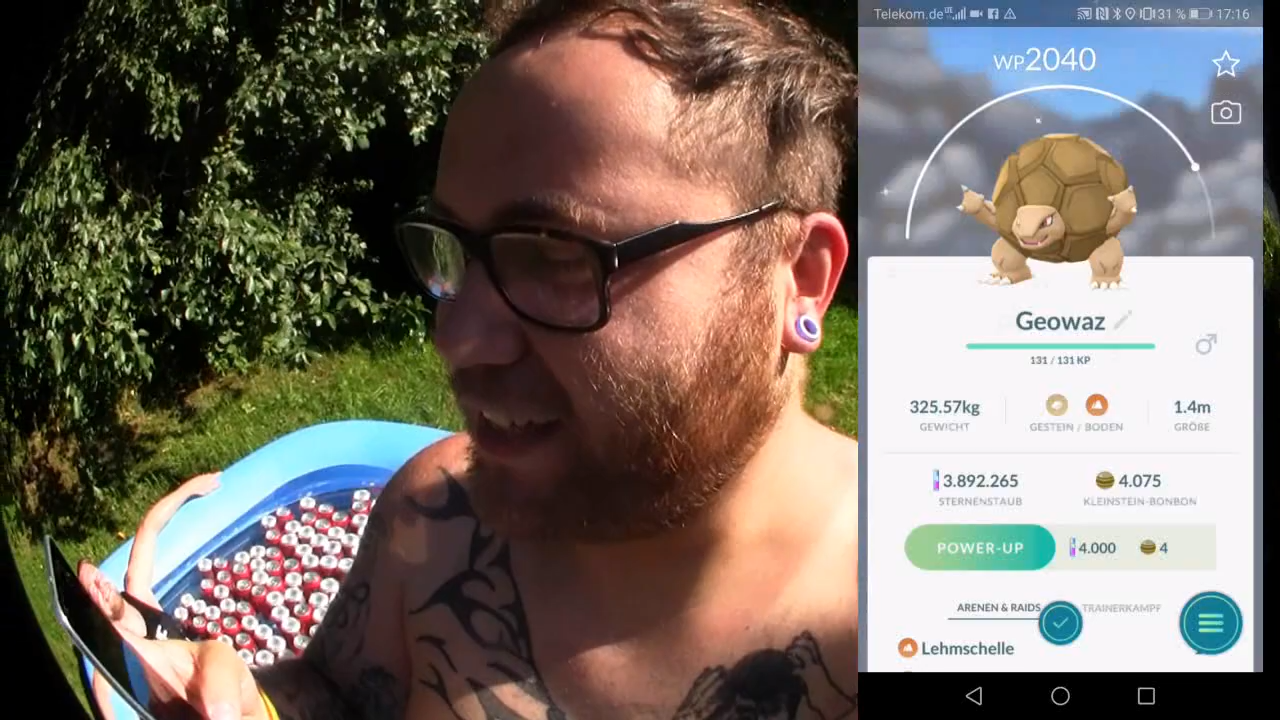 Telekom.de 31 % 17:16
WP2040
Geowaz
131 / 131 KP
325.57kg 1.4m
GEWICHT GESTEIN / BODEN GRÖßE
3.892.265 4.075
STERNENSTAUB KLEINSTEIN-BONBON
POWER-UP 4.000 4
ARENEN & RAIDS TRAINERKAMPF
Lehmschelle